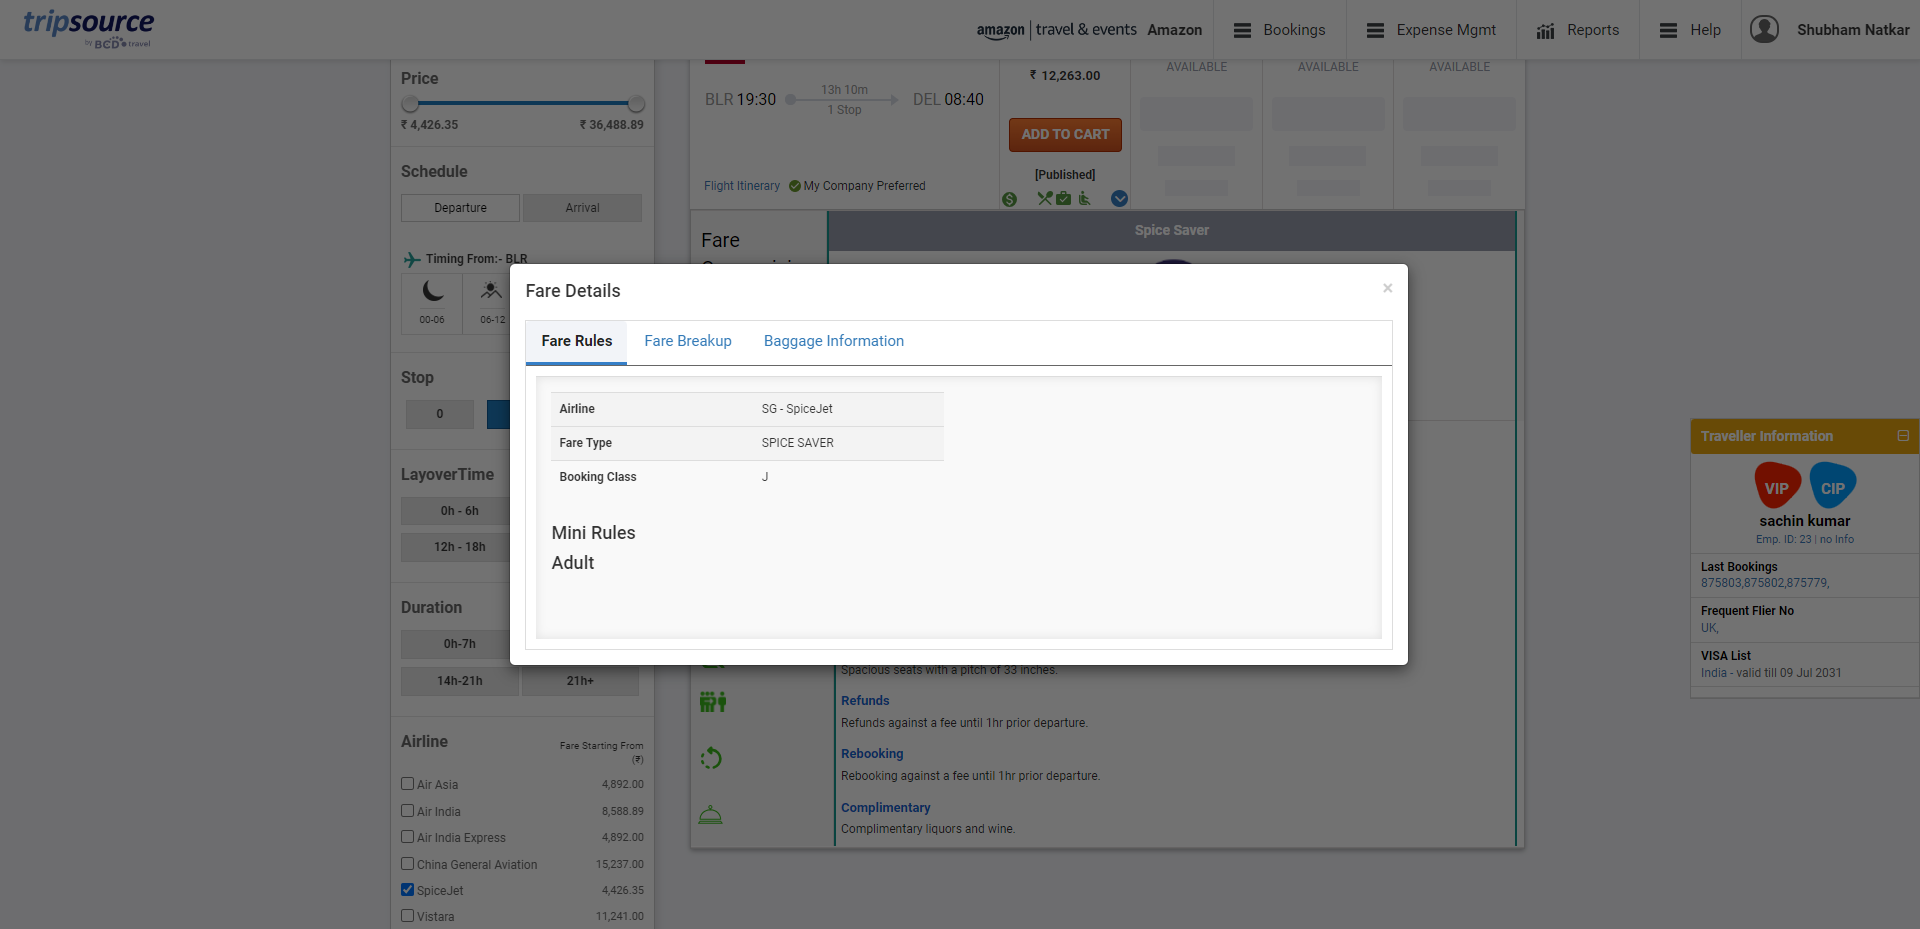 tripsource
by BCD travel
amazon | travel & events Amazon
Bookings
Expense Mgmt
Reports
Help
Shubham Natkar
Price
₹ 4,426.35 ₹ 36,488.89
Schedule
Departure Arrival
Timing From:- BLR
00-06 06-12
Stop
0
LayoverTime
0h - 6h
12h - 18h
Duration
0h-7h
14h-21h 21h+
Airline Fare Starting From
(₹)
Air Asia 4,892.00
Air India 8,588.89
Air India Express 4,892.00
China General Aviation 15,237.00
SpiceJet 4,426.35
Vistara 11,241.00
BLR 19:30 13h 10m DEL 08:40
1 Stop
Flight Itinerary My Company Preferred
₹ 12,263.00
ADD TO CART
[Published]
AVAILABLE AVAILABLE AVAILABLE
Fare
Spice Saver
Fare Details ×
Fare Rules Fare Breakup Baggage Information
Airline SG - SpiceJet
Fare Type SPICE SAVER
Booking Class J
Mini Rules
Adult
Spacious seats with a pitch of 33 inches.
Refunds
Refunds against a fee until 1hr prior departure.
Rebooking
Rebooking against a fee until 1hr prior departure.
Complimentary
Complimentary liquors and wine.
Traveller Information
VIP CIP
sachin kumar
Emp. ID: 23 | no Info
Last Bookings
875803,875802,875779,
Frequent Flier No
UK,
VISA List
India - valid till 09 Jul 2031